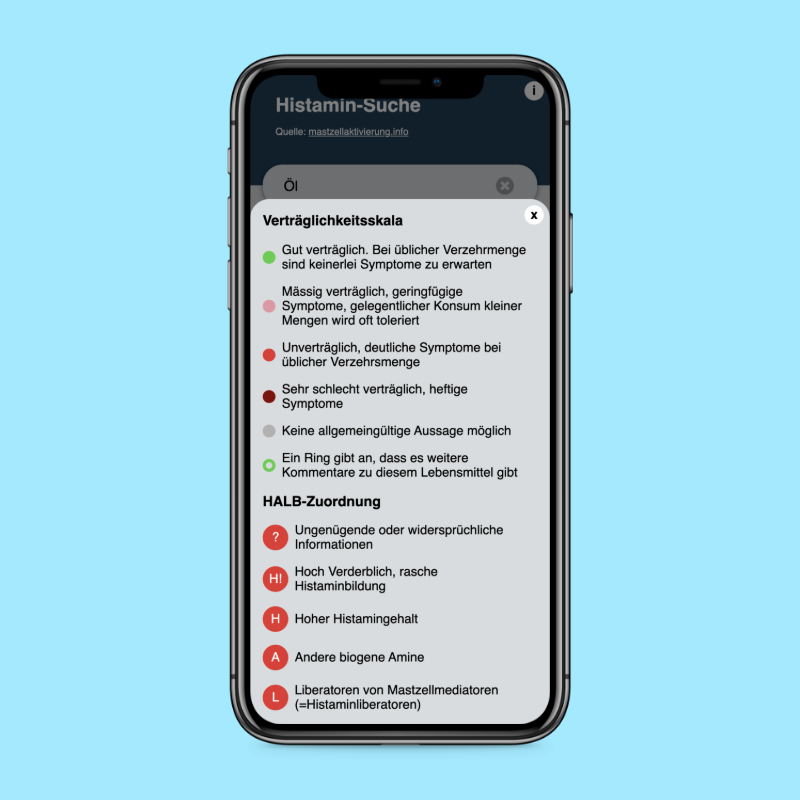 Histamin-Suche
i
Quelle: mastzellaktivierung.info
Öl
Verträglichkeitsskala
x
Gut verträglich. Bei üblicher Verzehrmenge
sind keinerlei Symptome zu erwarten
Mässig verträglich, geringfügige
Symptome, gelegentlicher Konsum kleiner
Mengen wird oft toleriert
Unverträglich, deutliche Symptome bei
üblicher Verzehrsmenge
Sehr schlecht verträglich, heftige
Symptome
Keine allgemeingültige Aussage möglich
Ein Ring gibt an, dass es weitere
Kommentare zu diesem Lebensmittel gibt
HALB-Zuordnung
? Ungenügende oder widersprüchliche
Informationen
H! Hoch Verderblich, rasche
Histaminbildung
H Hoher Histamingehalt
A Andere biogene Amine
L Liberatoren von Mastzellmediatoren
(=Histaminliberatoren)